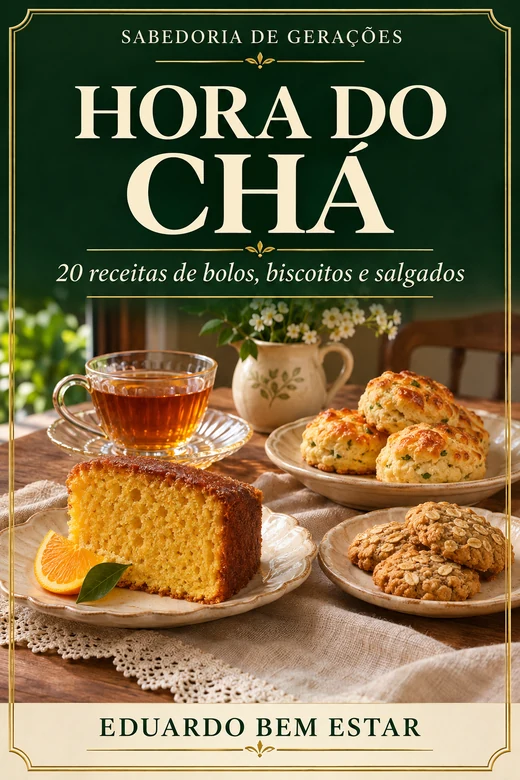 SABEDORIA DE GERAÇÕES
HORA DO
CHÁ
20 receitas de bolos, biscoitos e salgados
EDUARDO BEM ESTAR